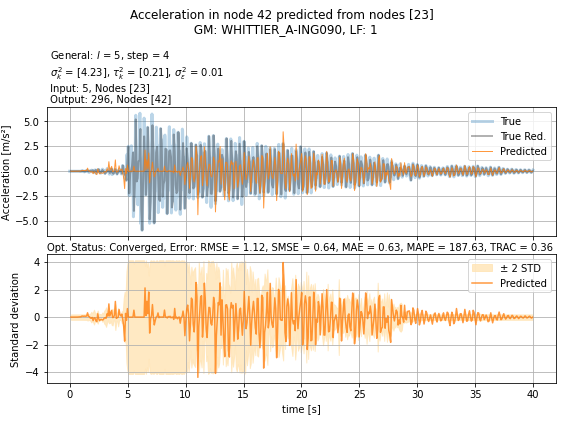 Acceleration in node 42 predicted from nodes [23]
GM: WHITTIER_A-ING090, LF: 1
General: l = 5, step = 4
σ²ₖ = [4.23], τ²ₖ = [0.21], σ²ε = 0.01
Input: 5, Nodes [23]
Output: 296, Nodes [42]
Acceleration [m/s²]
5.0
2.5
0.0
−2.5
−5.0
True
True Red.
Predicted
Opt. Status: Converged, Error: RMSE = 1.12, SMSE = 0.64, MAE = 0.63, MAPE = 187.63, TRAC = 0.36
Standard deviation
4
2
0
−2
−4
± 2 STD
Predicted
0 5 10 15 20 25 30 35 40
time [s]